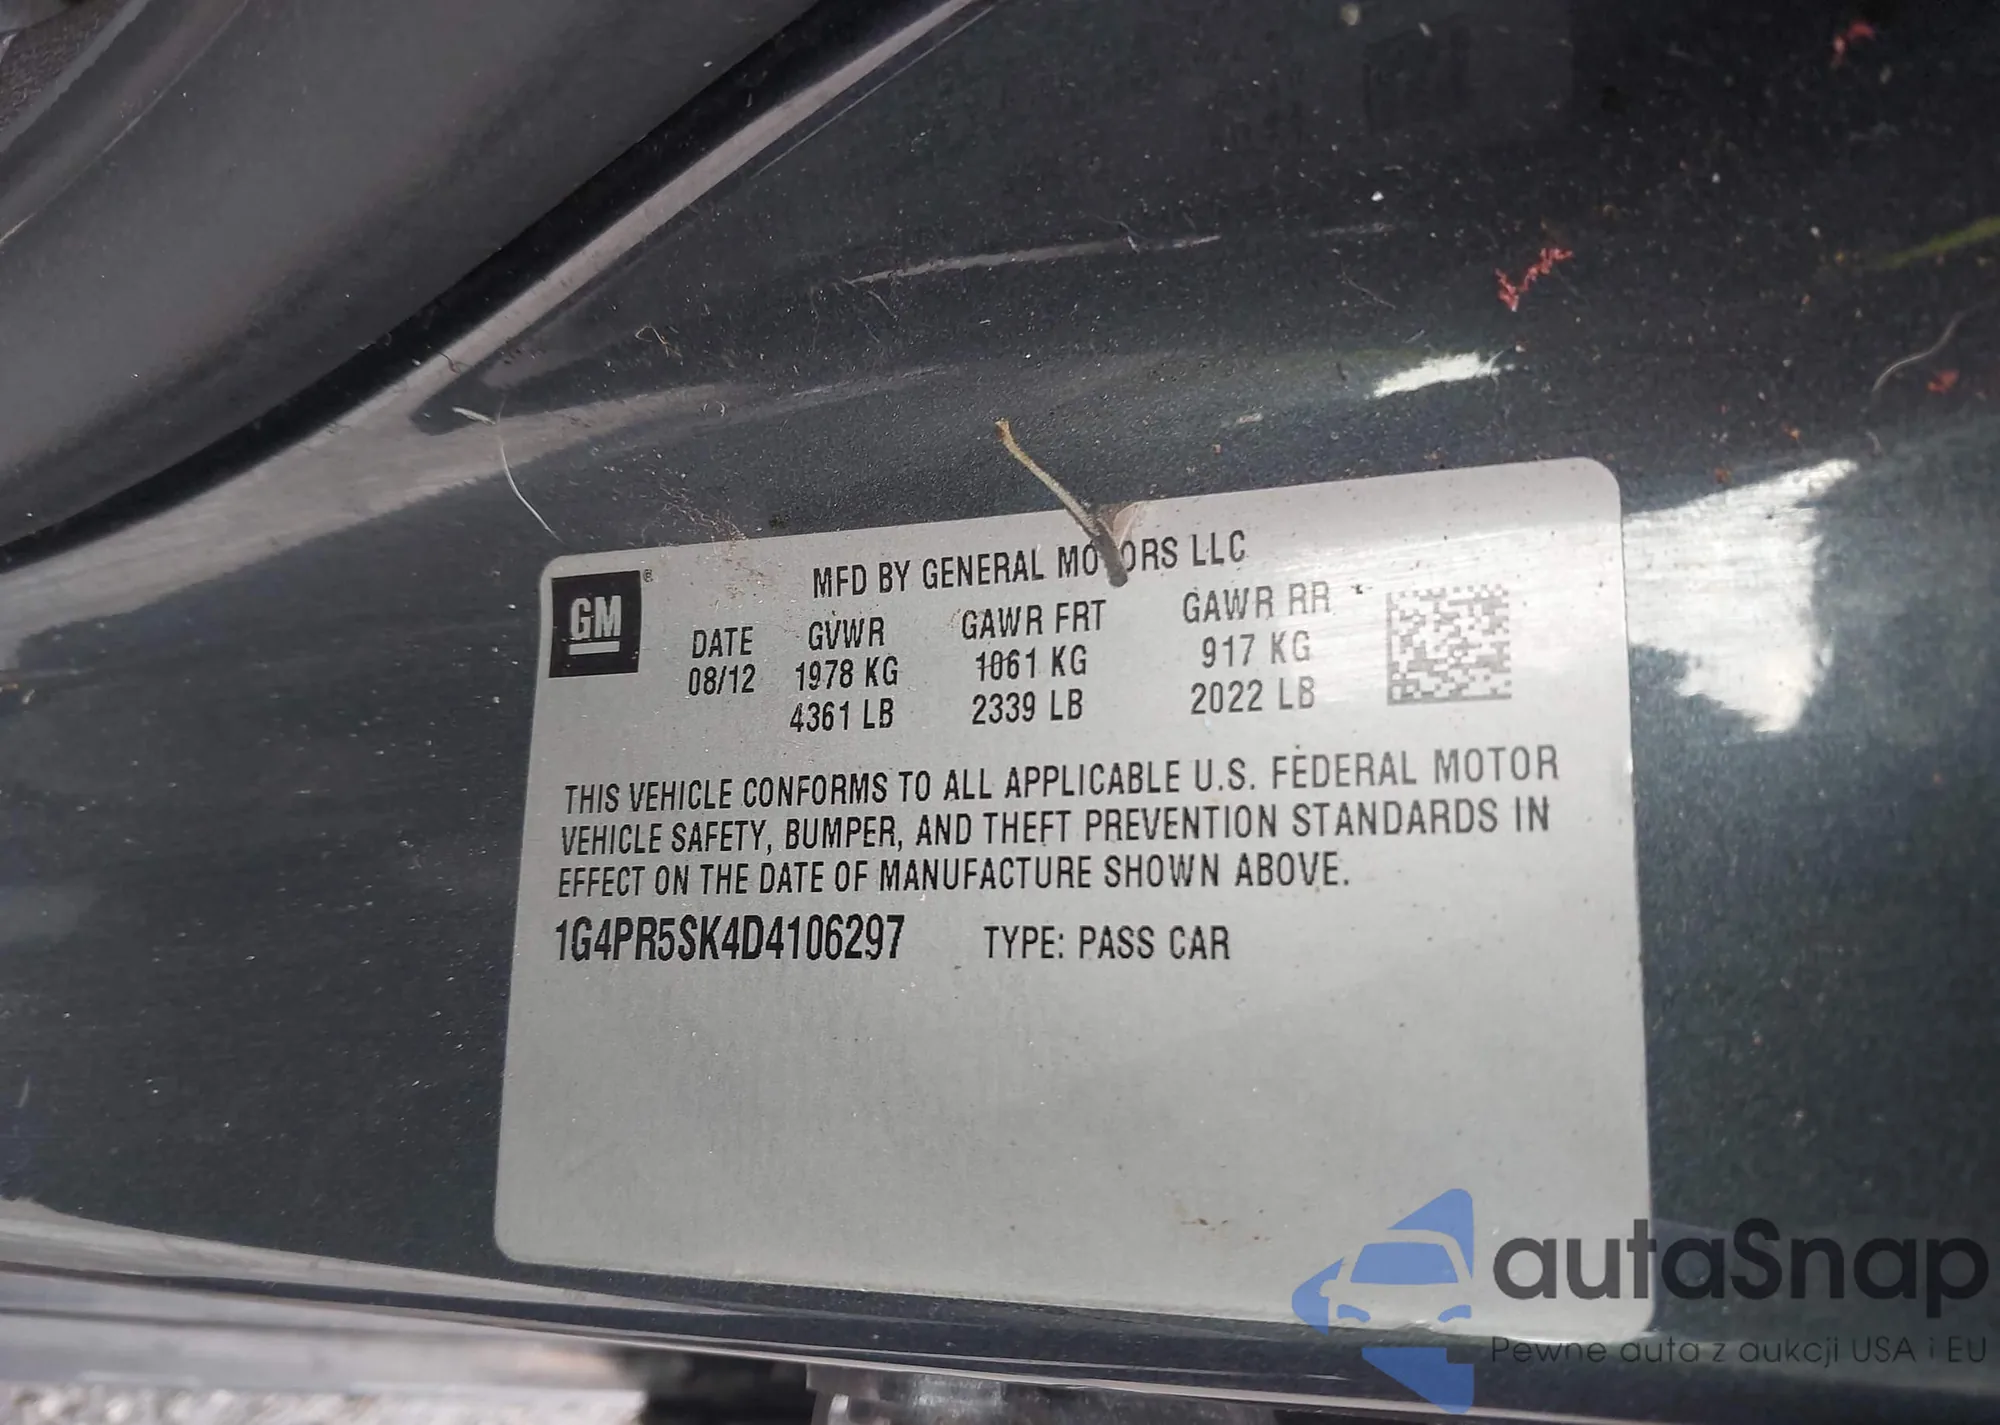 GM®
MFD BY GENERAL MOTORS LLC
DATE GVWR GAWR FRT GAWR RR
08/12 1978 KG 1061 KG 917 KG
4361 LB 2339 LB 2022 LB
THIS VEHICLE CONFORMS TO ALL APPLICABLE U.S. FEDERAL MOTOR
VEHICLE SAFETY, BUMPER, AND THEFT PREVENTION STANDARDS IN
EFFECT ON THE DATE OF MANUFACTURE SHOWN ABOVE.
1G4PR5SK4D4106297 TYPE: PASS CAR
autaSnap
Pewne auta z aukcji USA i EU